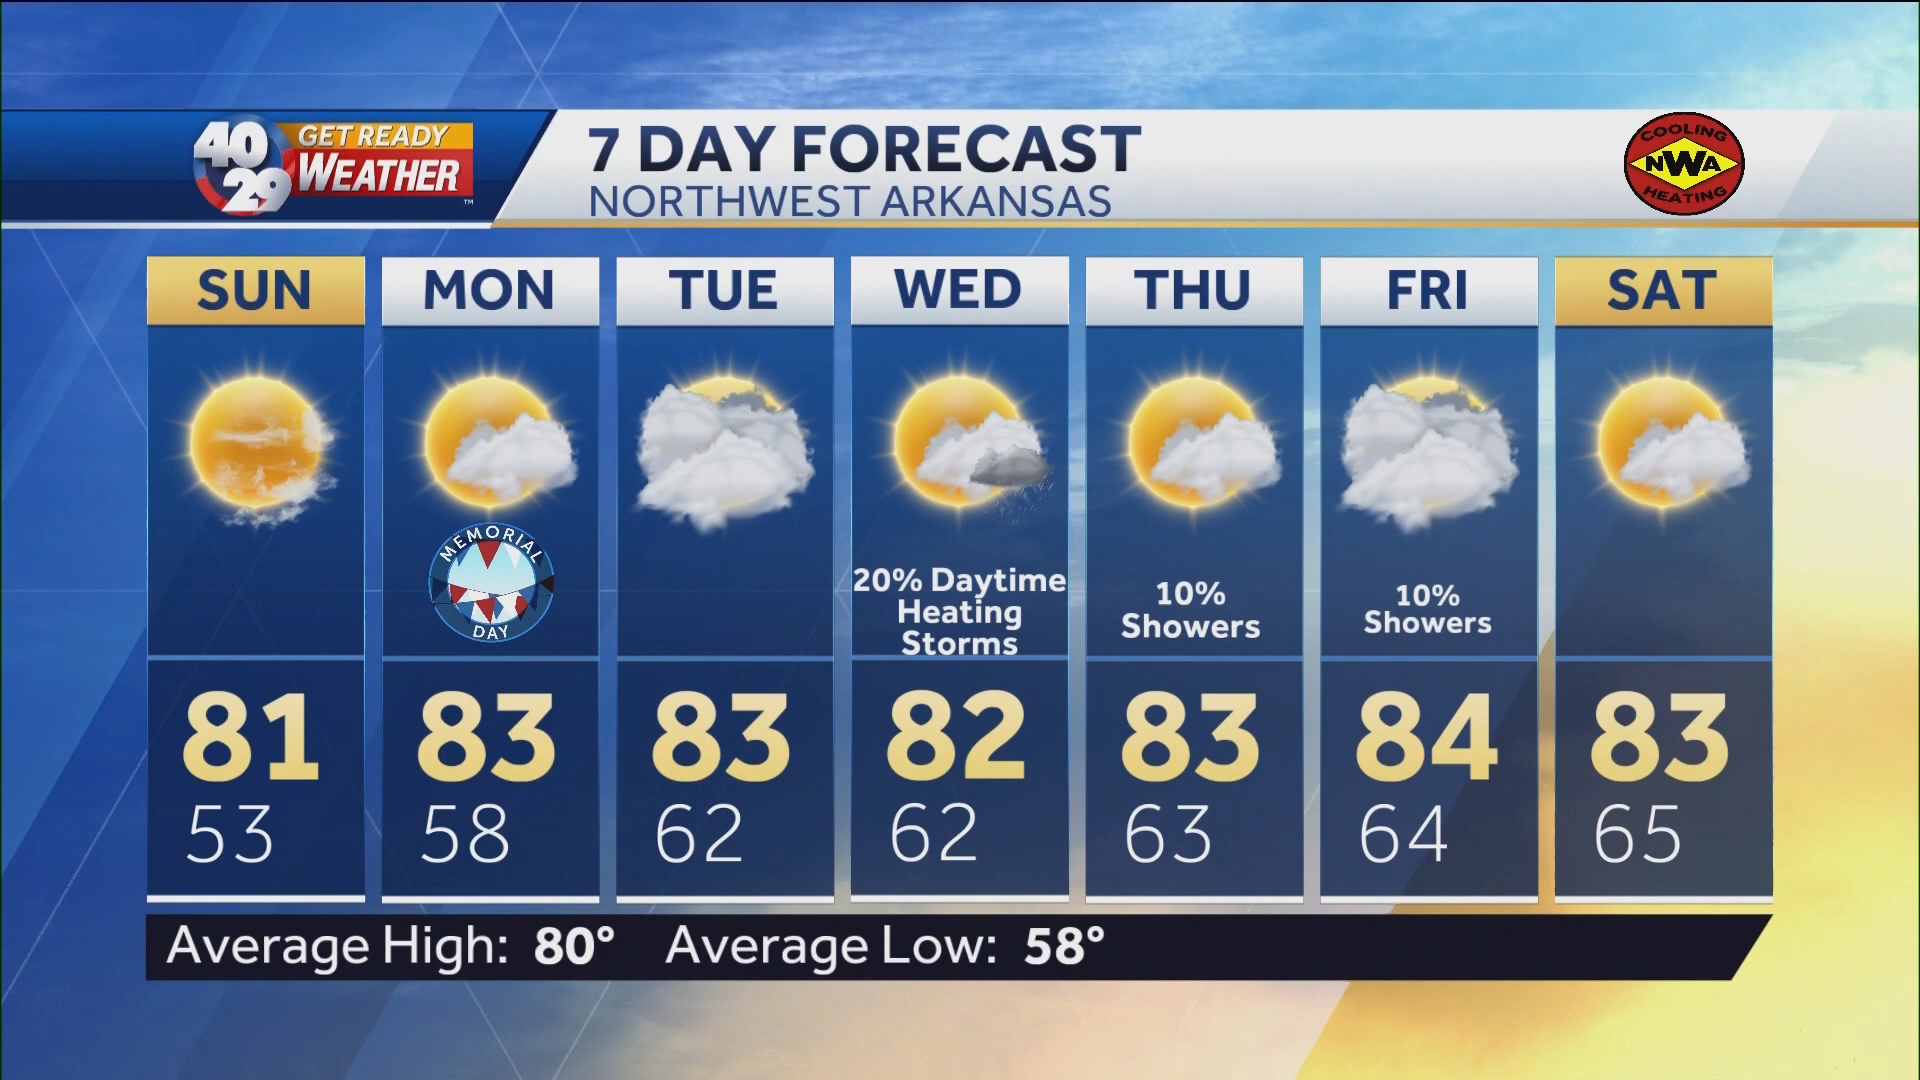 40
29
GET READY
WEATHER
™
7 DAY FORECAST
NORTHWEST ARKANSAS
COOLING
NWA
HEATING
SUN
MON
TUE
WED
THU
FRI
SAT
MEMORIAL
DAY
20% Daytime
Heating
Storms
10%
Showers
10%
Showers
81
53
83
58
83
62
82
62
83
63
84
64
83
65
Average High: 80° Average Low: 58°